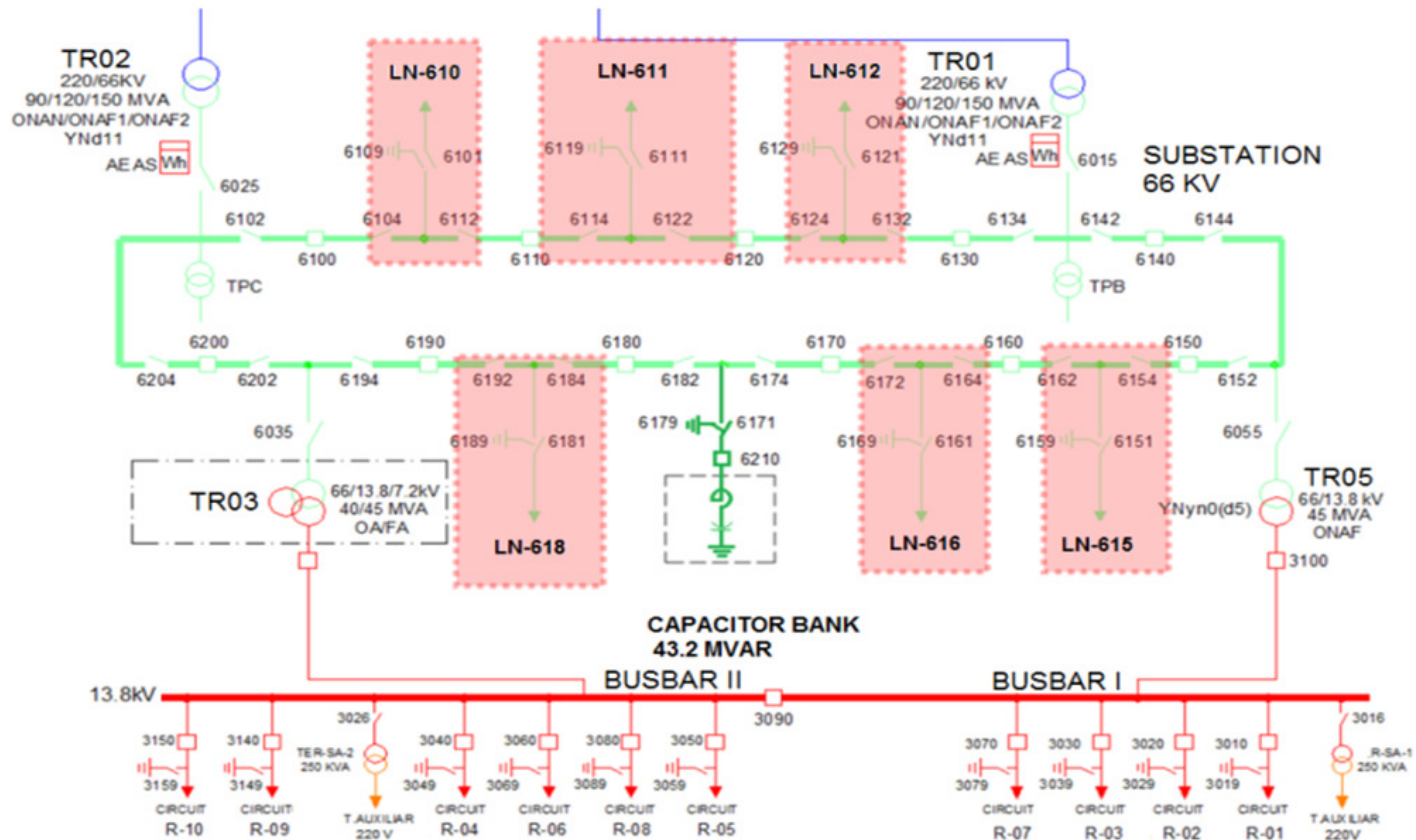 TR02
220/66KV
90/120/150 MVA
ONAN/ONAF1/ONAF2
YNd11
AE AS Wh
6025
LN-610
6109 6101
LN-611
6119 6111
LN-612
6129 6121
TR01
220/66 kV
90/120/150 MVA
ONAN/ONAF1/ONAF2
YNd11
AE AS Wh
6015
SUBSTATION
66 KV
6102 6104 6112 6114 6122 6124 6132 6134 6142 6144
6100 6110 6120 6130 6140
TPC
TPB
6200 6190 6180 6170 6160 6150
6204 6202 6194 6192 6184 6182 6174 6172 6164 6162 6154 6152
6035
6189 6181
LN-618
6179 6171
6210
6169 6161
LN-616
6159 6151
LN-615
6055
TR03
66/13.8/7.2kV
40/45 MVA
OA/FA
TR05
66/13.8 kV
45 MVA
ONAF
YNyn0(d5)
3100
CAPACITOR BANK
43.2 MVAR
13.8kV
BUSBAR II
BUSBAR I
3090
3150 3140 3026 3040 3060 3080 3050 3070 3030 3020 3010 3016
TER-SA-2
250 KVA
.R-SA-1
250 KVA
3159 3149 3049 3069 3089 3059 3079 3039 3029 3019
CIRCUIT
R-10
CIRCUIT
R-09
T.AUXILIAR
220 V
CIRCUIT
R-04
CIRCUIT
R-06
CIRCUIT
R-08
CIRCUIT
R-05
CIRCUIT
R-07
CIRCUIT
R-03
CIRCUIT
R-02
CIRCUIT
R-01
T.AUXILIAR
220V